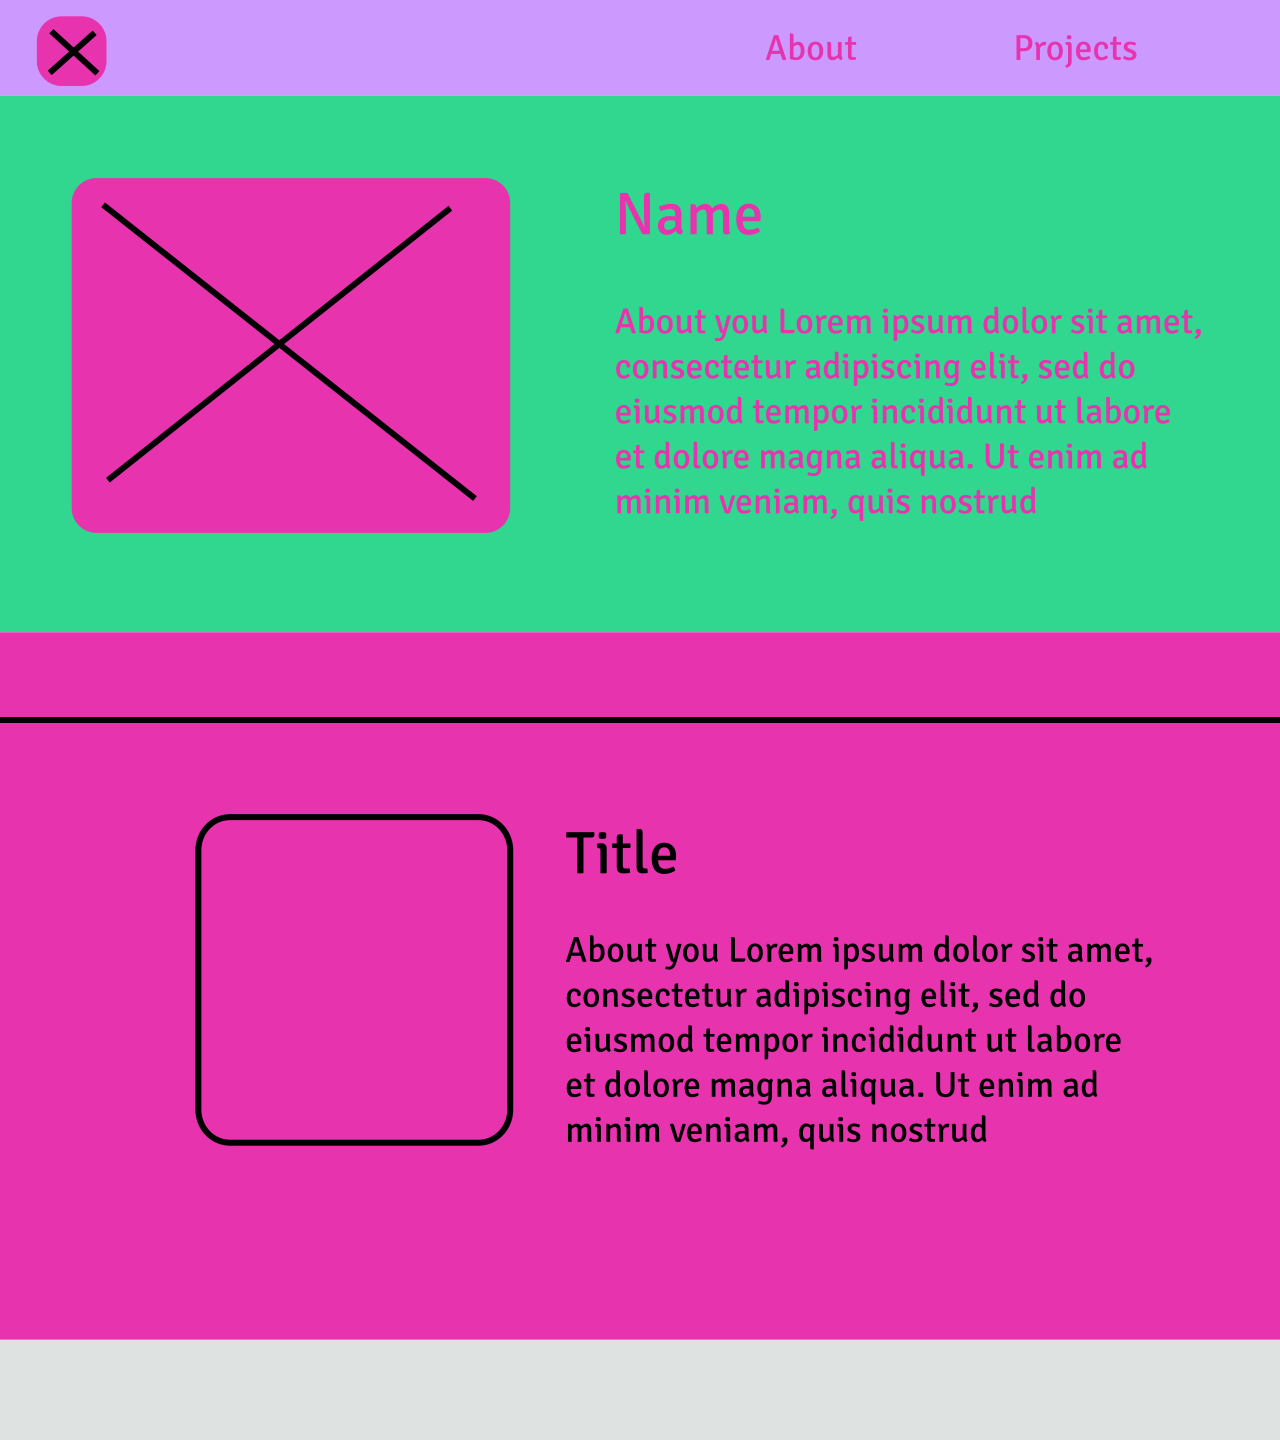 About
Projects
Name
About you Lorem ipsum dolor sit amet,
consectetur adipiscing elit, sed do
eiusmod tempor incididunt ut labore
et dolore magna aliqua. Ut enim ad
minim veniam, quis nostrud
Title
About you Lorem ipsum dolor sit amet,
consectetur adipiscing elit, sed do
eiusmod tempor incididunt ut labore
et dolore magna aliqua. Ut enim ad
minim veniam, quis nostrud